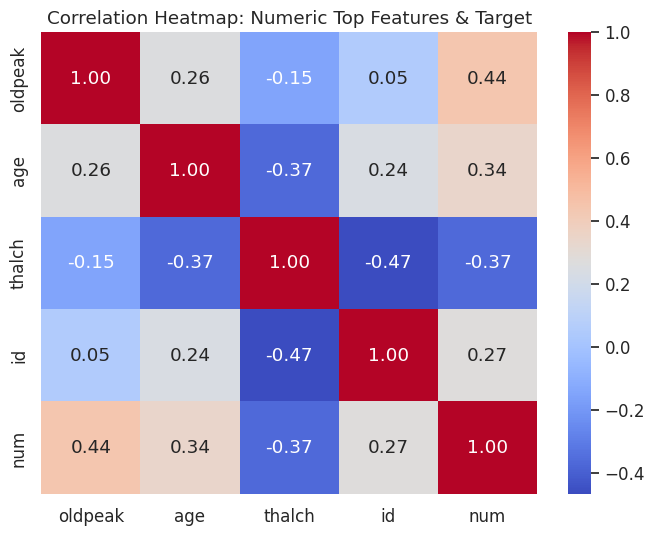 Correlation Heatmap: Numeric Top Features & Target
oldpeak 1.00 0.26 -0.15 0.05 0.44
age 0.26 1.00 -0.37 0.24 0.34
thalch -0.15 -0.37 1.00 -0.47 -0.37
id 0.05 0.24 -0.47 1.00 0.27
num 0.44 0.34 -0.37 0.27 1.00
oldpeak age thalch id num
1.0
0.8
0.6
0.4
0.2
0.0
−0.2
−0.4